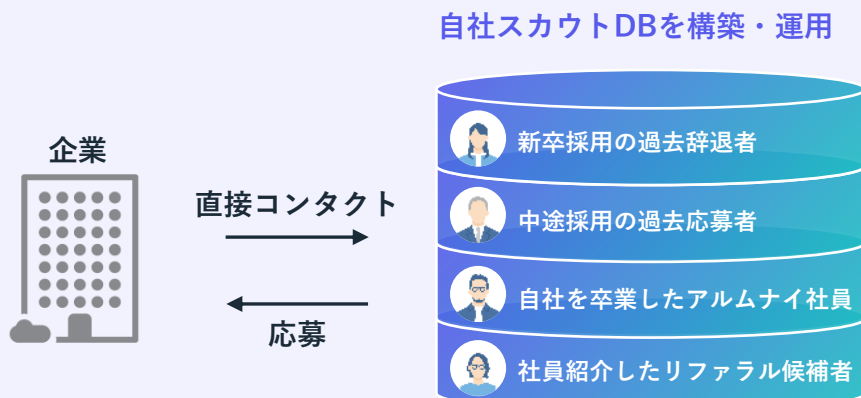 自社スカウトDBを構築・運用
企業
直接コンタクト
応募
新卒採用の過去辞退者
中途採用の過去応募者
自社を卒業したアルムナイ社員
社員紹介したリファラル候補者